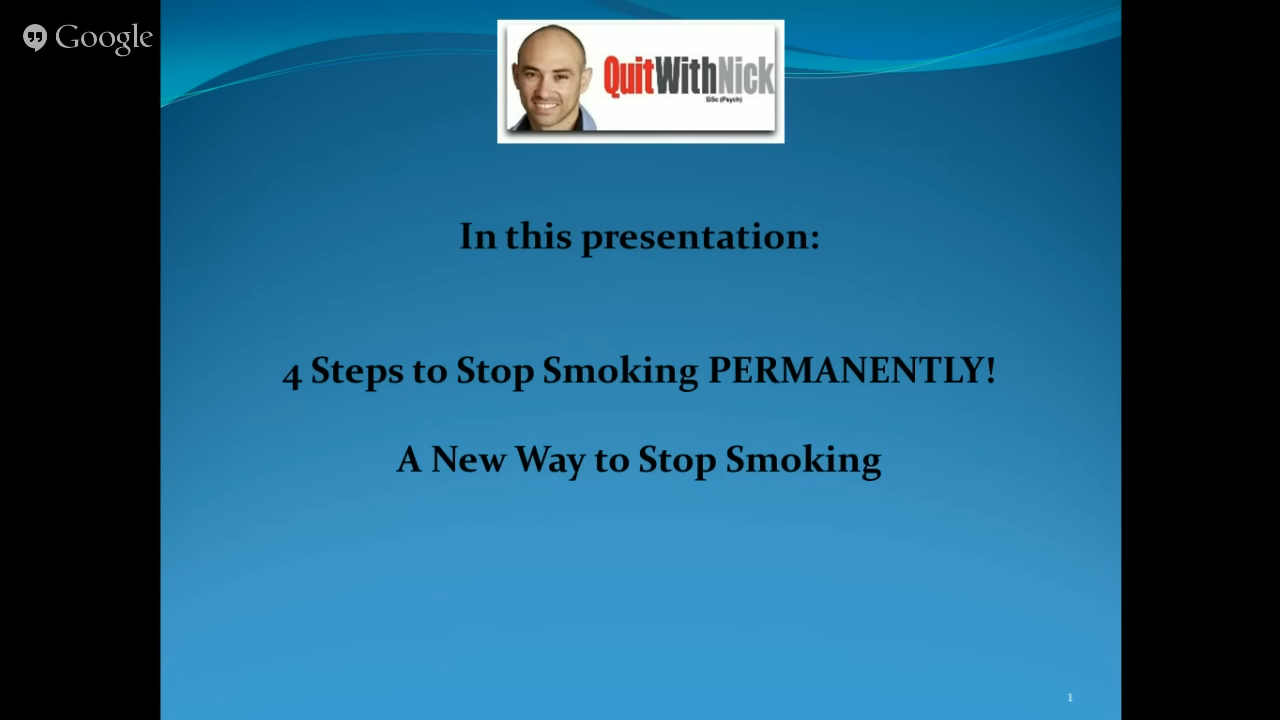 Google
QuitWithNick
BSc (Psych)
In this presentation:
4 Steps to Stop Smoking PERMANENTLY!
A New Way to Stop Smoking
1